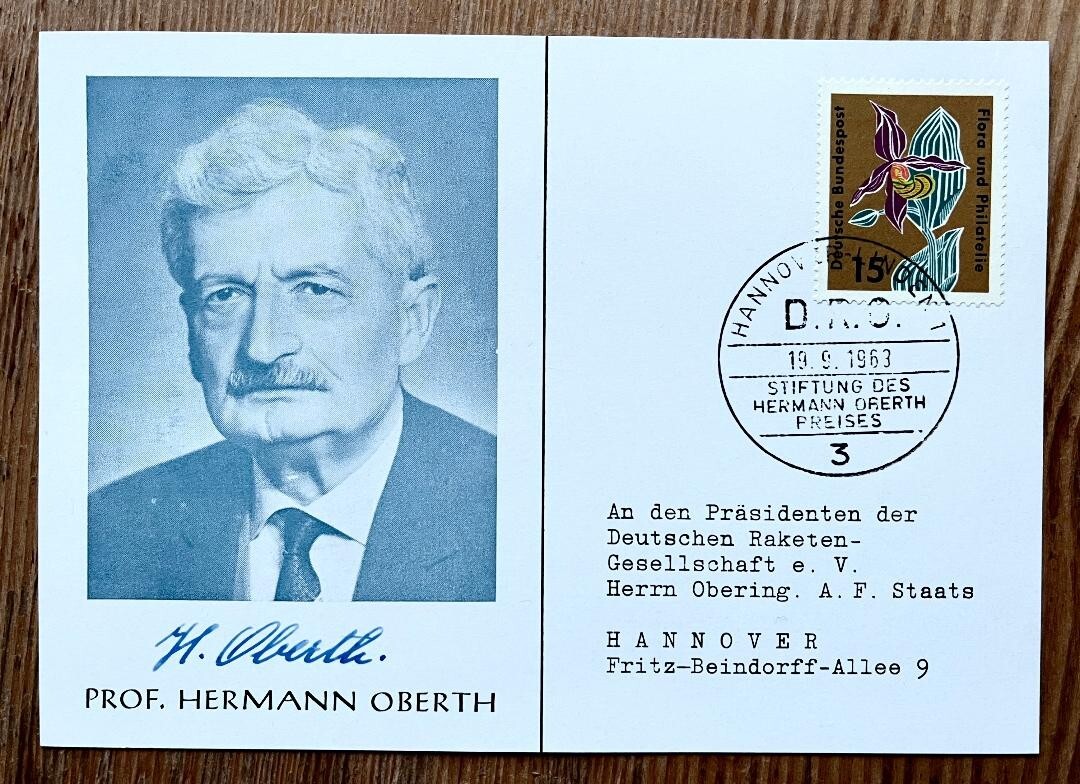 H. Oberth.
PROF. HERMANN OBERTH
Deutsche Bundespost
Flora und Philatelie
15
HANNOVER
D.R.G.
19.9.1963
STIFTUNG DES
HERMANN OBERTH
PREISES
3
An den Präsidenten der
Deutschen Raketen-
Gesellschaft e. V.
Herrn Obering. A. F. Staats
HANNOVER
Fritz-Beindorff-Allee 9